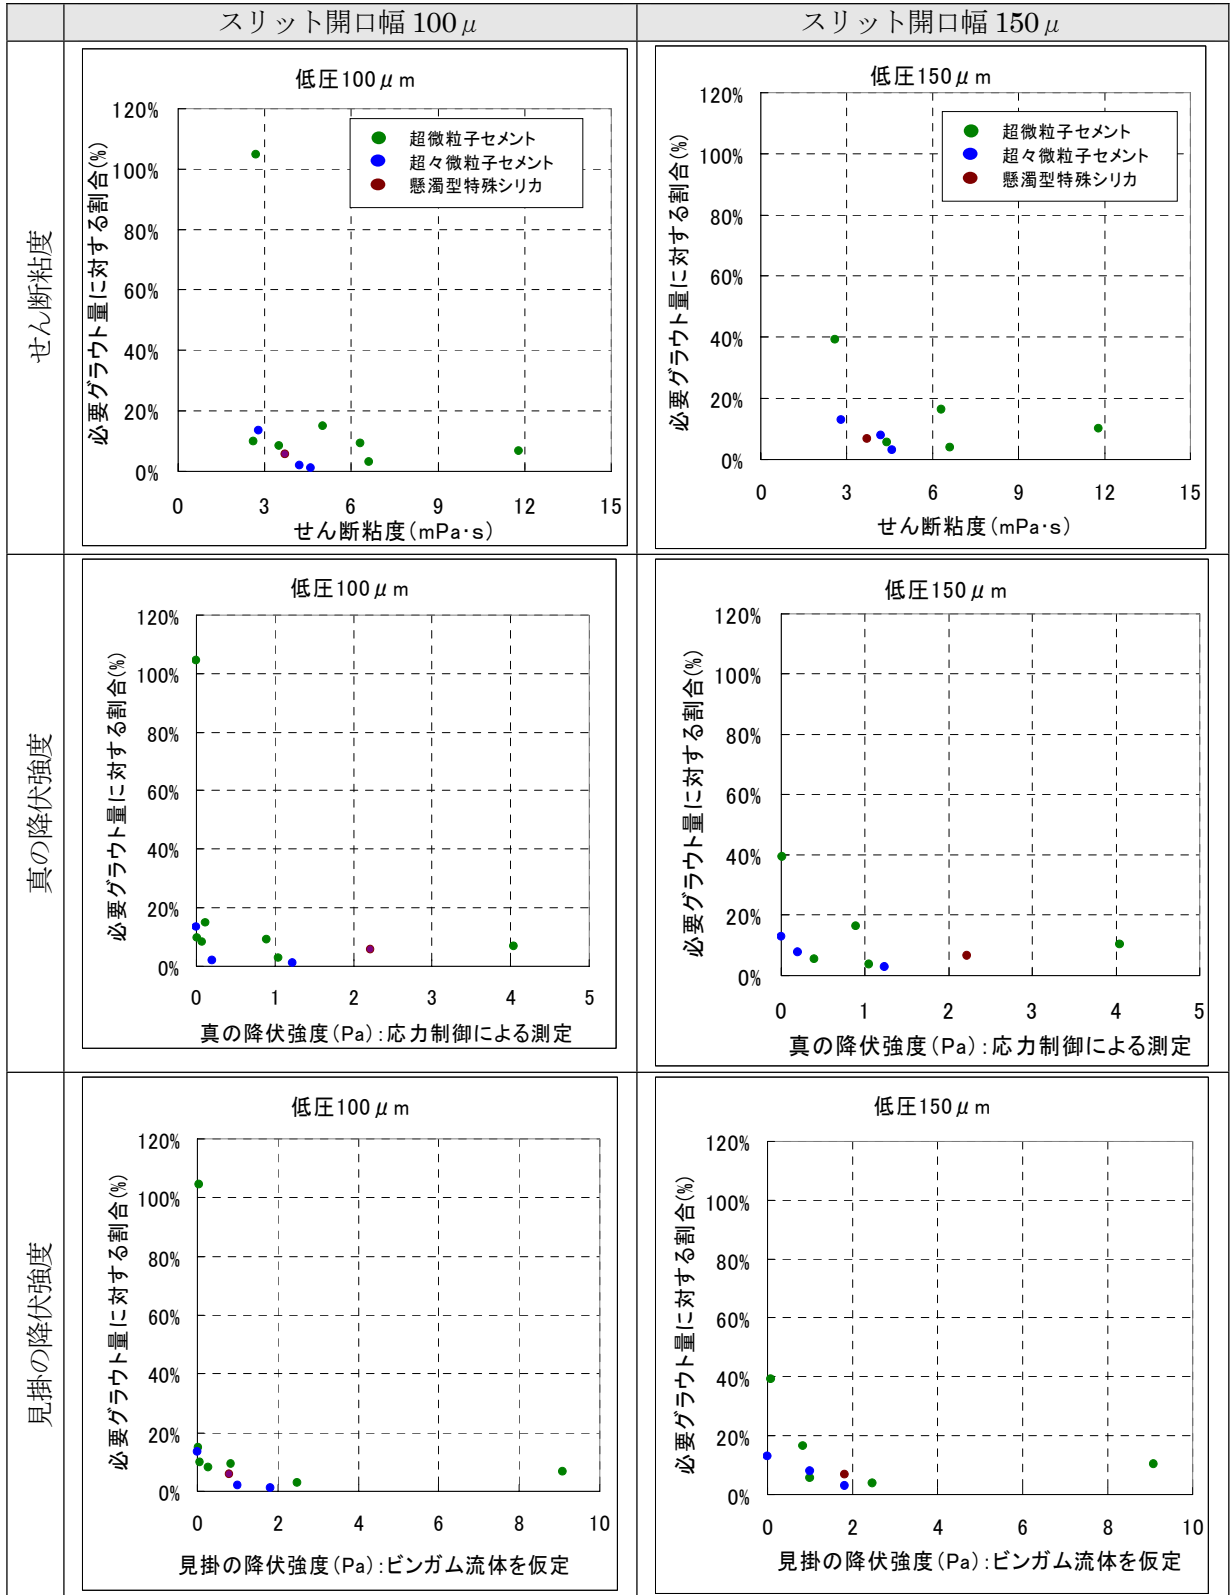 スリット開口幅 100μ
スリット開口幅 150μ
せん断粘度
低圧100μm
必要グラウト量に対する割合(%)
120%
100%
80%
60%
40%
20%
0%
超微粒子セメント
超々微粒子セメント
懸濁型特殊シリカ
0 3 6 9 12 15
せん断粘度(mPa·s)
低圧150μm
必要グラウト量に対する割合(%)
120%
100%
80%
60%
40%
20%
0%
超微粒子セメント
超々微粒子セメント
懸濁型特殊シリカ
0 3 6 9 12 15
せん断粘度(mPa·s)
真の降伏強度
低圧100μm
必要グラウト量に対する割合(%)
120%
100%
80%
60%
40%
20%
0%
0 1 2 3 4 5
真の降伏強度(Pa):応力制御による測定
低圧150μm
必要グラウト量に対する割合(%)
120%
100%
80%
60%
40%
20%
0%
0 1 2 3 4 5
真の降伏強度(Pa):応力制御による測定
見掛の降伏強度
低圧100μm
必要グラウト量に対する割合(%)
120%
100%
80%
60%
40%
20%
0%
0 2 4 6 8 10
見掛の降伏強度(Pa):ビンガム流体を仮定
低圧150μm
必要グラウト量に対する割合(%)
120%
100%
80%
60%
40%
20%
0%
0 2 4 6 8 10
見掛の降伏強度(Pa):ビンガム流体を仮定